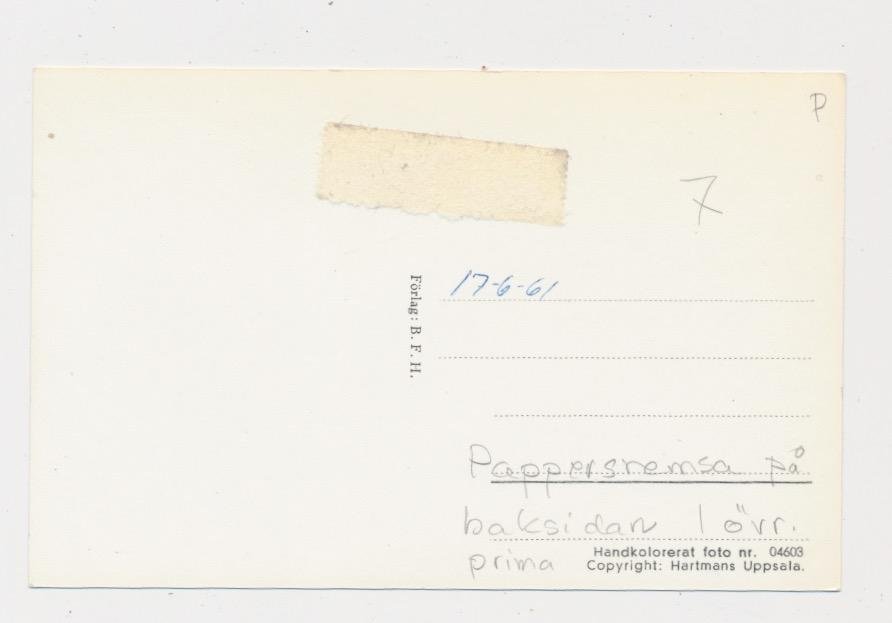 P
7
17-6-61
Förlag: B. F. H.
Pappersremsa på
baksidan I övr.
prima
Handkolorerat foto nr. 04603
Copyright: Hartmans Uppsala.